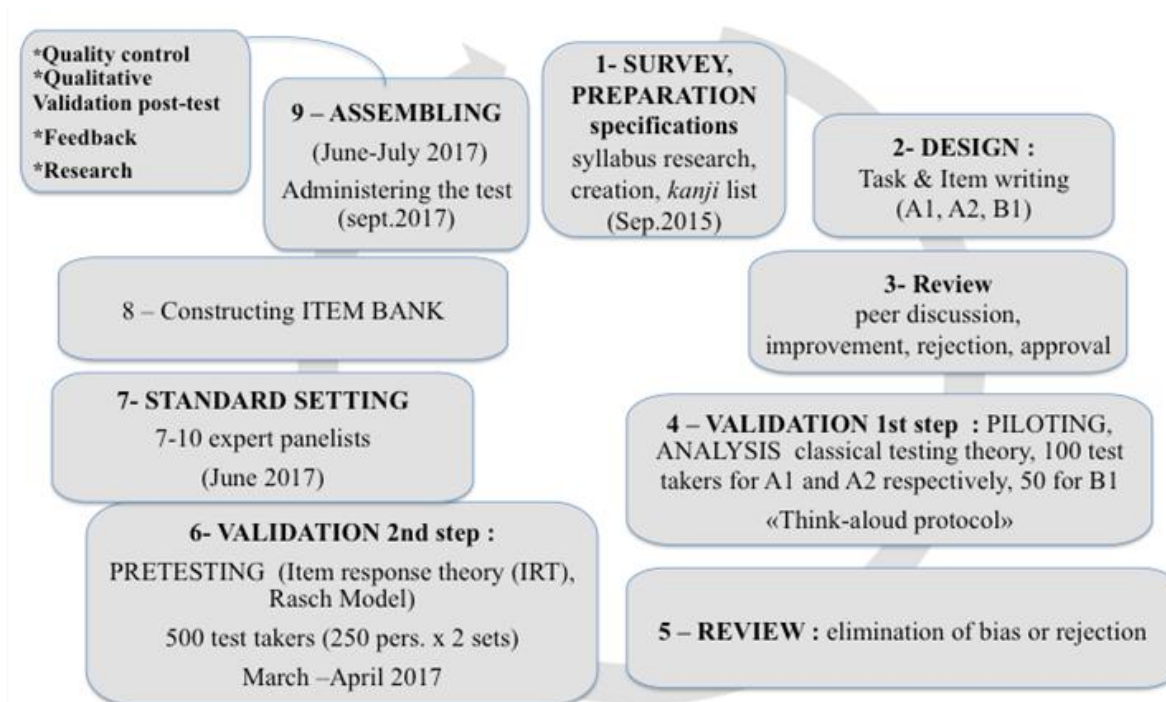 *Quality control
*Qualitative
Validation post-test
*Feedback
*Research
9 – ASSEMBLING
(June-July 2017)
Administering the test
(sept.2017)
1- SURVEY,
PREPARATION
specifications
syllabus research,
creation, kanji list
(Sep.2015)
2- DESIGN :
Task & Item writing
(A1, A2, B1)
3- Review
peer discussion,
improvement, rejection, approval
4 – VALIDATION 1st step : PILOTING,
ANALYSIS classical testing theory, 100 test
takers for A1 and A2 respectively, 50 for B1
«Think-aloud protocol»
5 – REVIEW : elimination of bias or rejection
6- VALIDATION 2nd step :
PRETESTING (Item response theory (IRT),
Rasch Model)
500 test takers (250 pers. x 2 sets)
March –April 2017
7- STANDARD SETTING
7-10 expert panelists
(June 2017)
8 – Constructing ITEM BANK